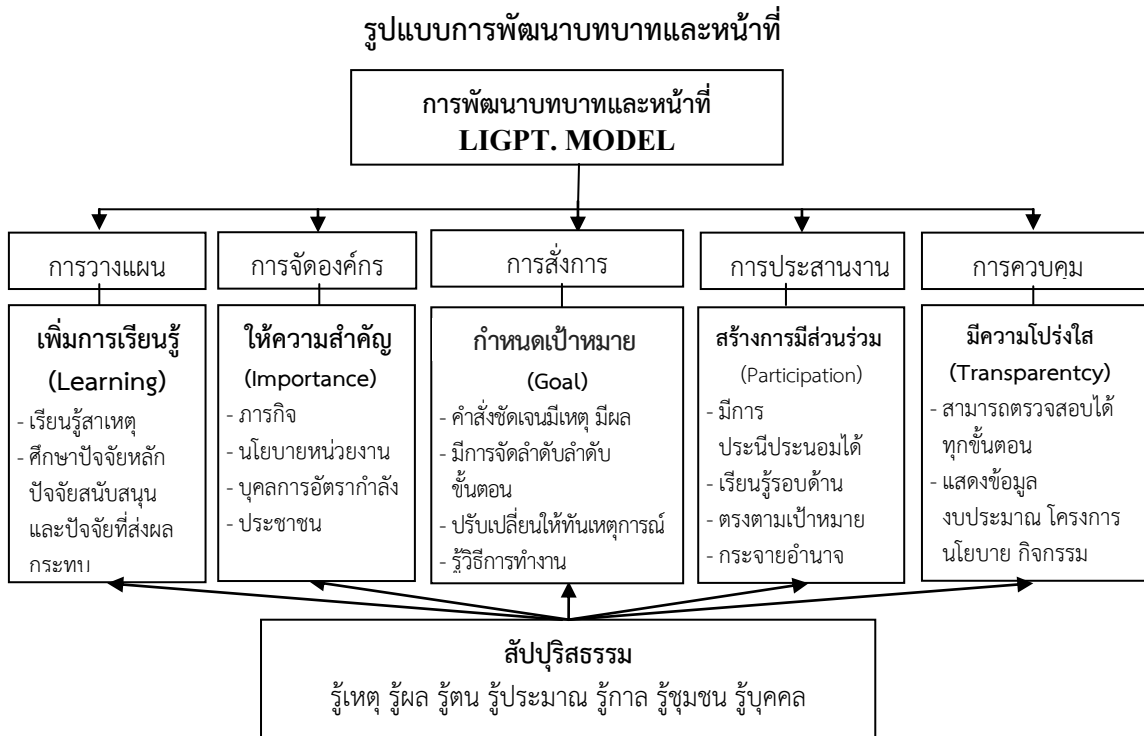 รูปแบบการพัฒนาบทบาทและหน้าที่
การพัฒนาบทบาทและหน้าที่
LIGPT. MODEL
การวางแผน
การจัดองค์กร
การสั่งการ
การประสานงาน
การควบคุม
เพิ่มการเรียนรู้
(Learning)
- เรียนรู้สาเหตุ
- ศึกษาปัจจัยหลัก
ปัจจัยสนับสนุน
และปัจจัยที่ส่งผล
กระทบ
ให้ความสำคัญ
(Importance)
- ภารกิจ
- นโยบายหน่วยงาน
- บุคลการอัตรากำลัง
- ประชาชน
กำหนดเป้าหมาย
(Goal)
- คำสั่งชัดเจนมีเหตุ มีผล
- มีการจัดลำดับลำดับ
ขั้นตอน
- ปรับเปลี่ยนให้ทันเหตุการณ์
- รู้วิธีการทำงาน
สร้างการมีส่วนร่วม
(Participation)
- มีการ
ประนีประนอมได้
- เรียนรู้รอบด้าน
- ตรงตามเป้าหมาย
- กระจายอำนาจ
มีความโปร่งใส
(Transparentcy)
- สามารถตรวจสอบได้
ทุกขั้นตอน
- แสดงข้อมูล
งบประมาณ โครงการ
นโยบาย กิจกรรม
สัปปุริสธรรม
รู้เหตุ รู้ผล รู้ตน รู้ประมาณ รู้กาล รู้ชุมชน รู้บุคคล